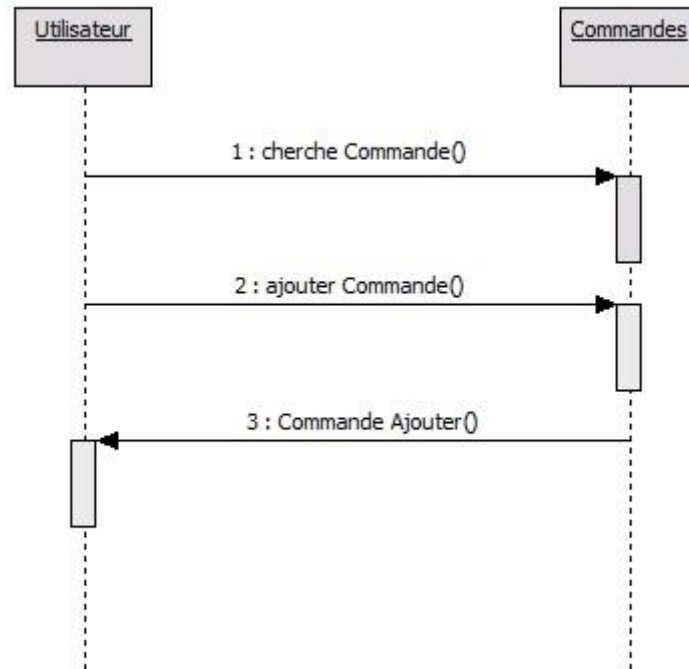 Utilisateur
Commandes
1 : cherche Commande()
2 : ajouter Commande()
3 : Commande Ajouter()